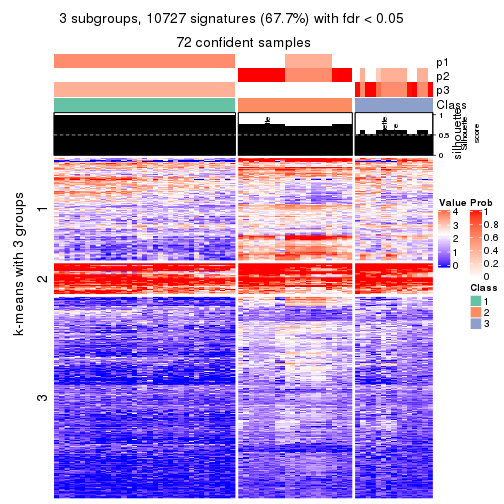 3 subgroups, 10727 signatures (67.7%) with fdr < 0.05
72 confident samples
p1
p2
p3
Class
1
0.5
0
silhouette
Silhouette
score
k-means with 3 groups
1
2
3
Value
4
3
2
1
0
Prob
1
0.8
0.6
0.4
0.2
0
Class
1
2
3